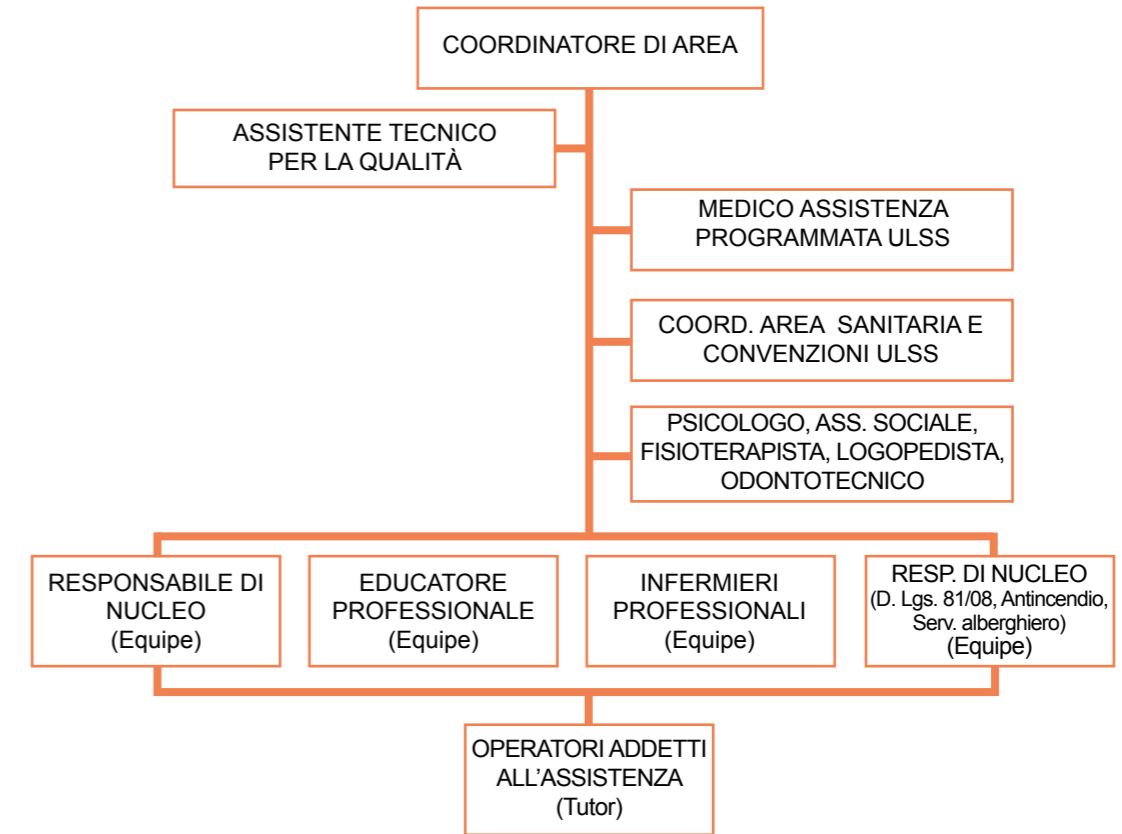 COORDINATORE DI AREA
ASSISTENTE TECNICO
PER LA QUALITÀ
MEDICO ASSISTENZA
PROGRAMMATA ULSS
COORD. AREA SANITARIA E
CONVENZIONI ULSS
PSICOLOGO, ASS. SOCIALE,
FISIOTERAPISTA, LOGOPEDISTA,
ODONTOTECNICO
RESPONSABILE DI
NUCLEO
(Equipe)
EDUCATORE
PROFESSIONALE
(Equipe)
INFERMIERI
PROFESSIONALI
(Equipe)
RESP. DI NUCLEO
(D. Lgs. 81/08, Antincendio,
Serv. alberghiero)
(Equipe)
OPERATORI ADDETTI
ALL’ASSISTENZA
(Tutor)